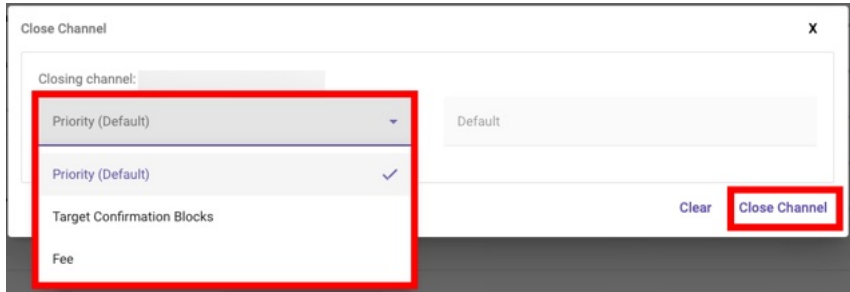 Close Channel
X
Closing channel:
Priority (Default)
Default
Priority (Default)
Target Confirmation Blocks
Fee
Clear
Close Channel